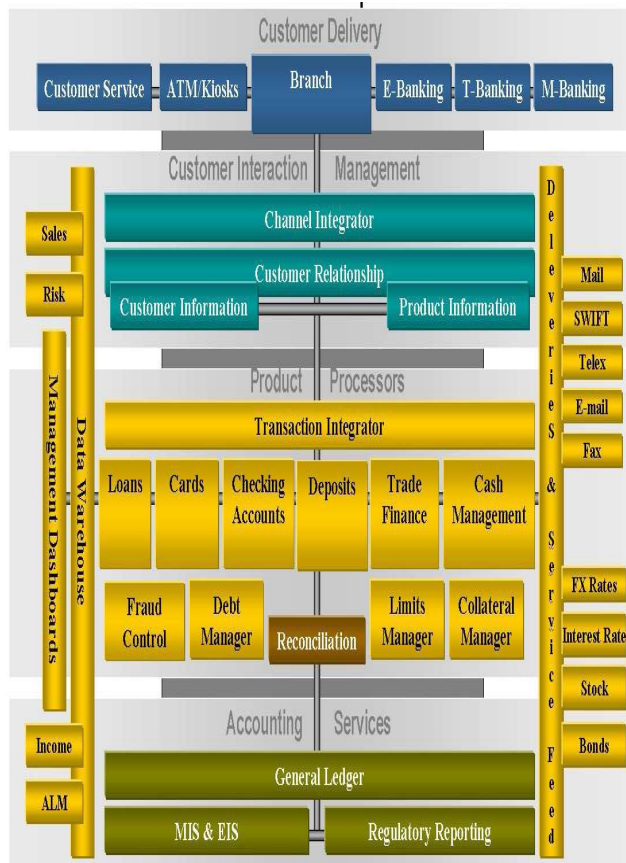 Customer Delivery
Customer Service
ATM/Kiosks
Branch
E-Banking
T-Banking
M-Banking
Customer Interaction Management
Channel Integrator
Customer Relationship
Customer Information
Product Information
Sales
Risk
Management Dashboards
Data Warehouse
DeleverieS & Service Feed
Mail
SWIFT
Telex
E-mail
Fax
Product Processors
Transaction Integrator
Loans
Cards
Checking
Accounts
Deposits
Trade
Finance
Cash
Management
Fraud
Control
Debt
Manager
Reconciliation
Limits
Manager
Collateral
Manager
FX Rates
Interest Rate
Stock
Bonds
Accounting Services
Income
ALM
General Ledger
MIS & EIS
Regulatory Reporting